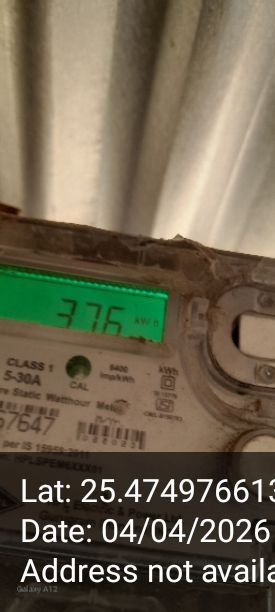 376 kWh
CLASS 1
6400
imp/kWh
kWh
5-30A
CAL
Static Watthour
57647
per IS 15959-2011
Lat: 25.474976613
Date: 04/04/2026
Address not availa
Galaxy A12